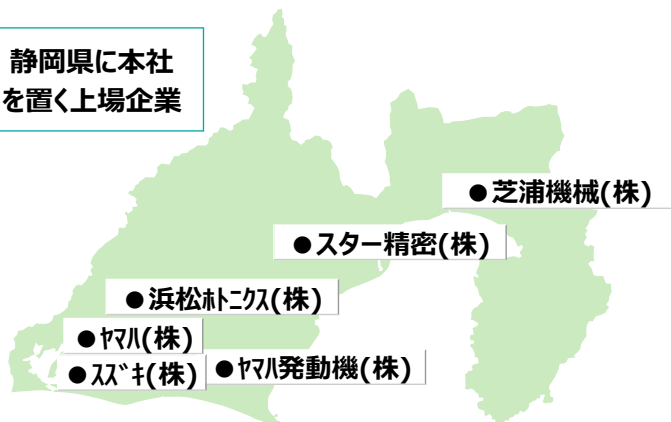 静岡県に本社
を置く上場企業
●芝浦機械(株)
●スター精密(株)
●浜松ﾎﾄﾆｸｽ(株)
●ﾔﾏﾊ(株)
●ｽｽﾞｷ(株)
●ﾔﾏﾊ発動機(株)